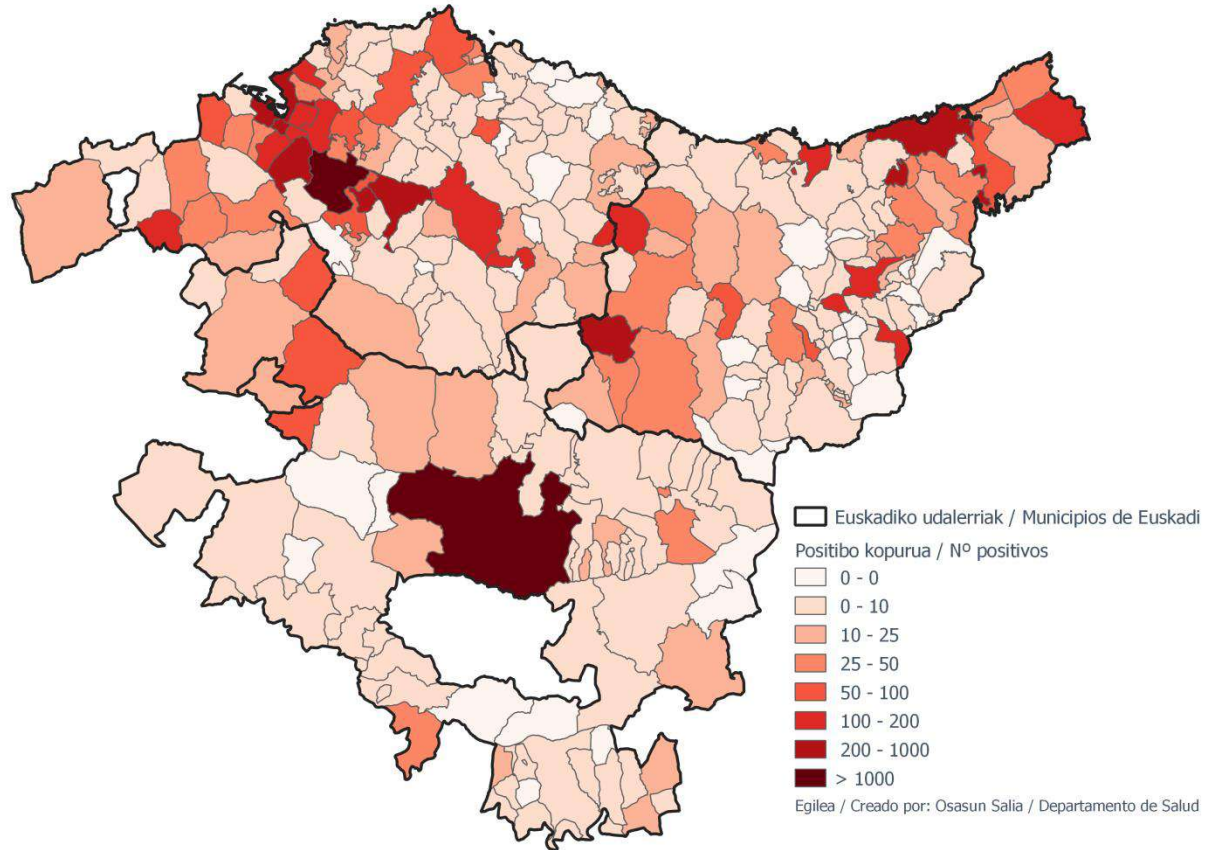 Euskadiko udalerriak / Municipios de Euskadi
Positibo kopurua / Nº positivos
0 - 0
0 - 10
10 - 25
25 - 50
50 - 100
100 - 200
200 - 1000
> 1000
Egilea / Creado por: Osasun Salia / Departamento de Salud